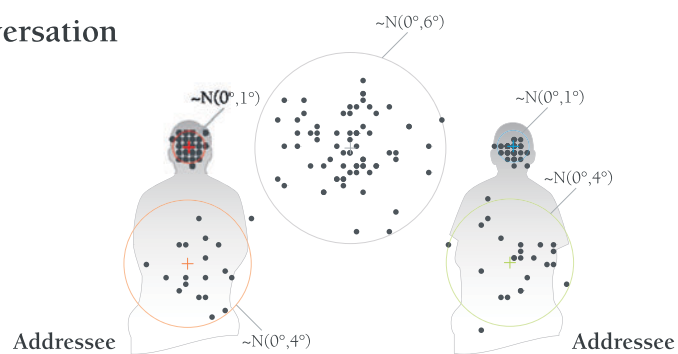 versation
~N(0°,6°)
~N(0°,1°)
~N(0°,1°)
~N(0°,4°)
~N(0°,4°)
Addressee
Addressee